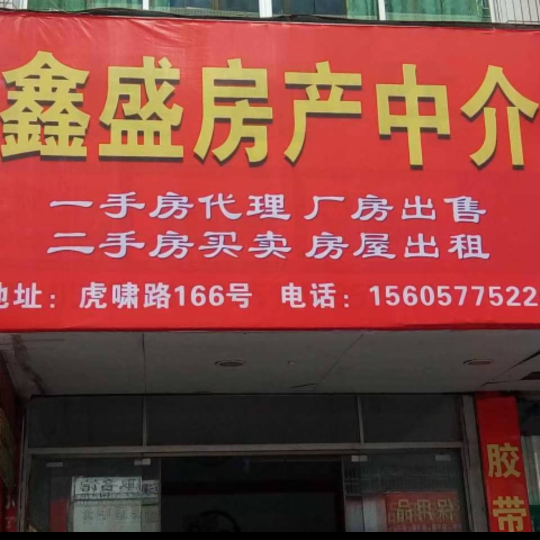 鑫盛房产中介
一手房代理 厂房出售
二手房买卖 房屋出租
地址：虎啸路166号 电话：1560577522
胶带